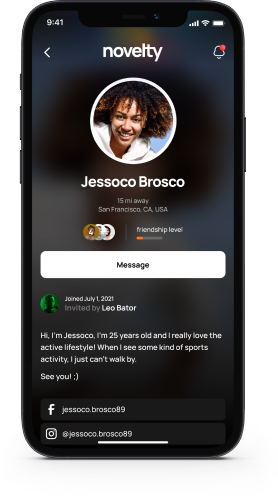 9:41
novelty
Jessoco Brosco
15 mi away
San Francisco, CA, USA
friendship level
Message
Joined July 1, 2021
Invited by Leo Bator
Hi, I'm Jessoco, I'm 25 years old and I really love the
active lifestyle! When I see some kind of sports
activity, I just can't walk by.
See you! ;)
jessoco.brosco89
@jessoco.brosco89